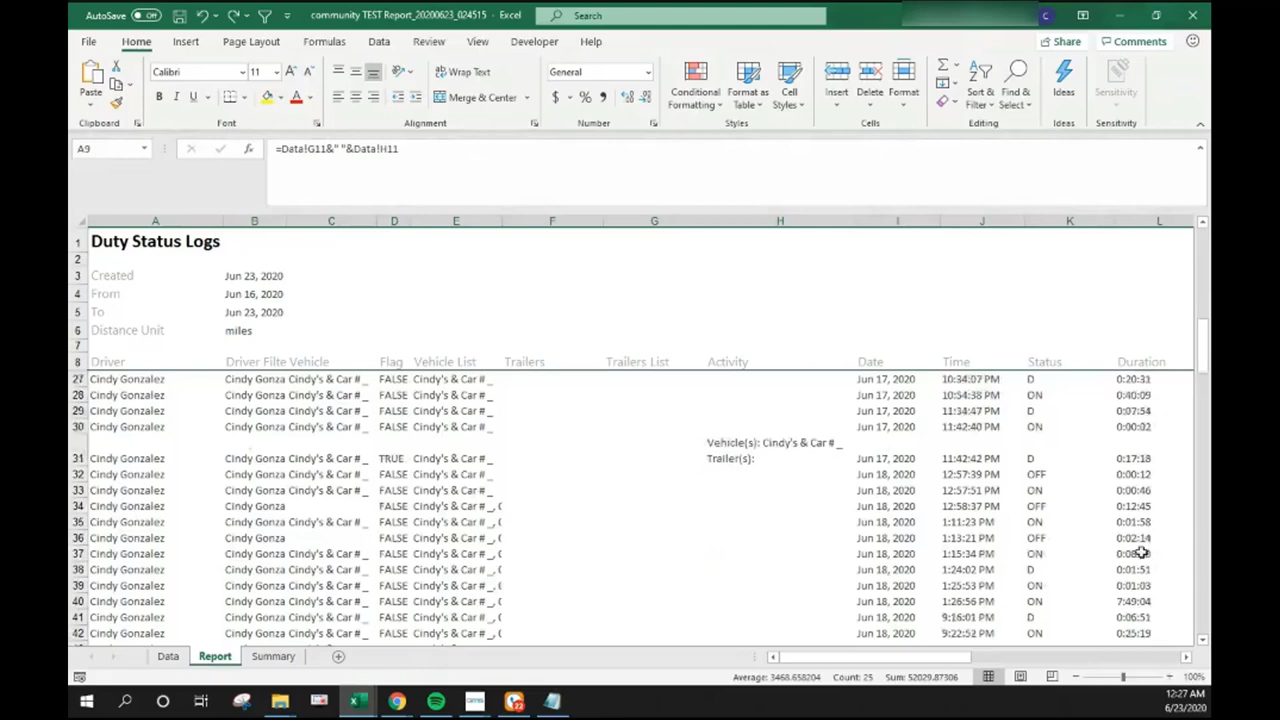 AutoSave Off community TEST Report_20200623_024515 - Excel Search C
File Home Insert Page Layout Formulas Data Review View Developer Help Share Comments
Paste Calibri 11 A A Wrap Text General Conditional Format as Cell Insert Delete Format Sort & Find & Ideas Sensitivity
B I U A Merge & Center $ % , Formatting Table Styles Filter Select
Clipboard Font Alignment Number Styles Cells Editing Ideas Sensitivity
A9 fx =Data!G11&" "&Data!H11
A B C D E F G H I J K L
1 Duty Status Logs
2
3 Created Jun 23, 2020
4 From Jun 16, 2020
5 To Jun 23, 2020
6 Distance Unit miles
7
8 Driver Driver Filte Vehicle Flag Vehicle List Trailers Trailers List Activity Date Time Status Duration
27 Cindy Gonzalez Cindy Gonza Cindy's & Car # _ FALSE Cindy's & Car # _ Jun 17, 2020 10:34:07 PM D 0:20:31
28 Cindy Gonzalez Cindy Gonza Cindy's & Car # _ FALSE Cindy's & Car # _ Jun 17, 2020 10:54:38 PM ON 0:40:09
29 Cindy Gonzalez Cindy Gonza Cindy's & Car # _ FALSE Cindy's & Car # _ Jun 17, 2020 11:34:47 PM D 0:07:54
30 Cindy Gonzalez Cindy Gonza Cindy's & Car # _ FALSE Cindy's & Car # _ Jun 17, 2020 11:42:40 PM ON 0:00:02
Vehicle(s): Cindy's & Car # _
31 Cindy Gonzalez Cindy Gonza Cindy's & Car # _ TRUE Cindy's & Car # _ Trailer(s): Jun 17, 2020 11:42:42 PM D 0:17:18
32 Cindy Gonzalez Cindy Gonza Cindy's & Car # _ FALSE Cindy's & Car # _ Jun 18, 2020 12:57:39 PM OFF 0:00:12
33 Cindy Gonzalez Cindy Gonza Cindy's & Car # _ FALSE Cindy's & Car # _ Jun 18, 2020 12:57:51 PM ON 0:00:46
34 Cindy Gonzalez Cindy Gonza FALSE Cindy's & Car # _, Jun 18, 2020 12:58:37 PM OFF 0:12:45
35 Cindy Gonzalez Cindy Gonza Cindy's & Car # _ FALSE Cindy's & Car # _, Jun 18, 2020 1:11:23 PM ON 0:01:58
36 Cindy Gonzalez Cindy Gonza FALSE Cindy's & Car # _, Jun 18, 2020 1:13:21 PM OFF 0:02:14
37 Cindy Gonzalez Cindy Gonza Cindy's & Car # _ FALSE Cindy's & Car # _, Jun 18, 2020 1:15:34 PM ON
38 Cindy Gonzalez Cindy Gonza Cindy's & Car # _ FALSE Cindy's & Car # _, Jun 18, 2020 1:24:02 PM D 0:01:51
39 Cindy Gonzalez Cindy Gonza Cindy's & Car # _ FALSE Cindy's & Car # _, Jun 18, 2020 1:25:53 PM ON 0:01:03
40 Cindy Gonzalez Cindy Gonza Cindy's & Car # _ FALSE Cindy's & Car # _, Jun 18, 2020 1:26:56 PM ON 7:49:04
41 Cindy Gonzalez Cindy Gonza Cindy's & Car # _ FALSE Cindy's & Car # _, Jun 18, 2020 9:16:01 PM D 0:06:51
42 Cindy Gonzalez Cindy Gonza Cindy's & Car # _ FALSE Cindy's & Car # _, Jun 18, 2020 9:22:52 PM ON 0:25:19
Data Report Summary
Average: 3468.658204 Count: 25 Sum: 52029.87306 100%
12:27 AM
6/23/2020